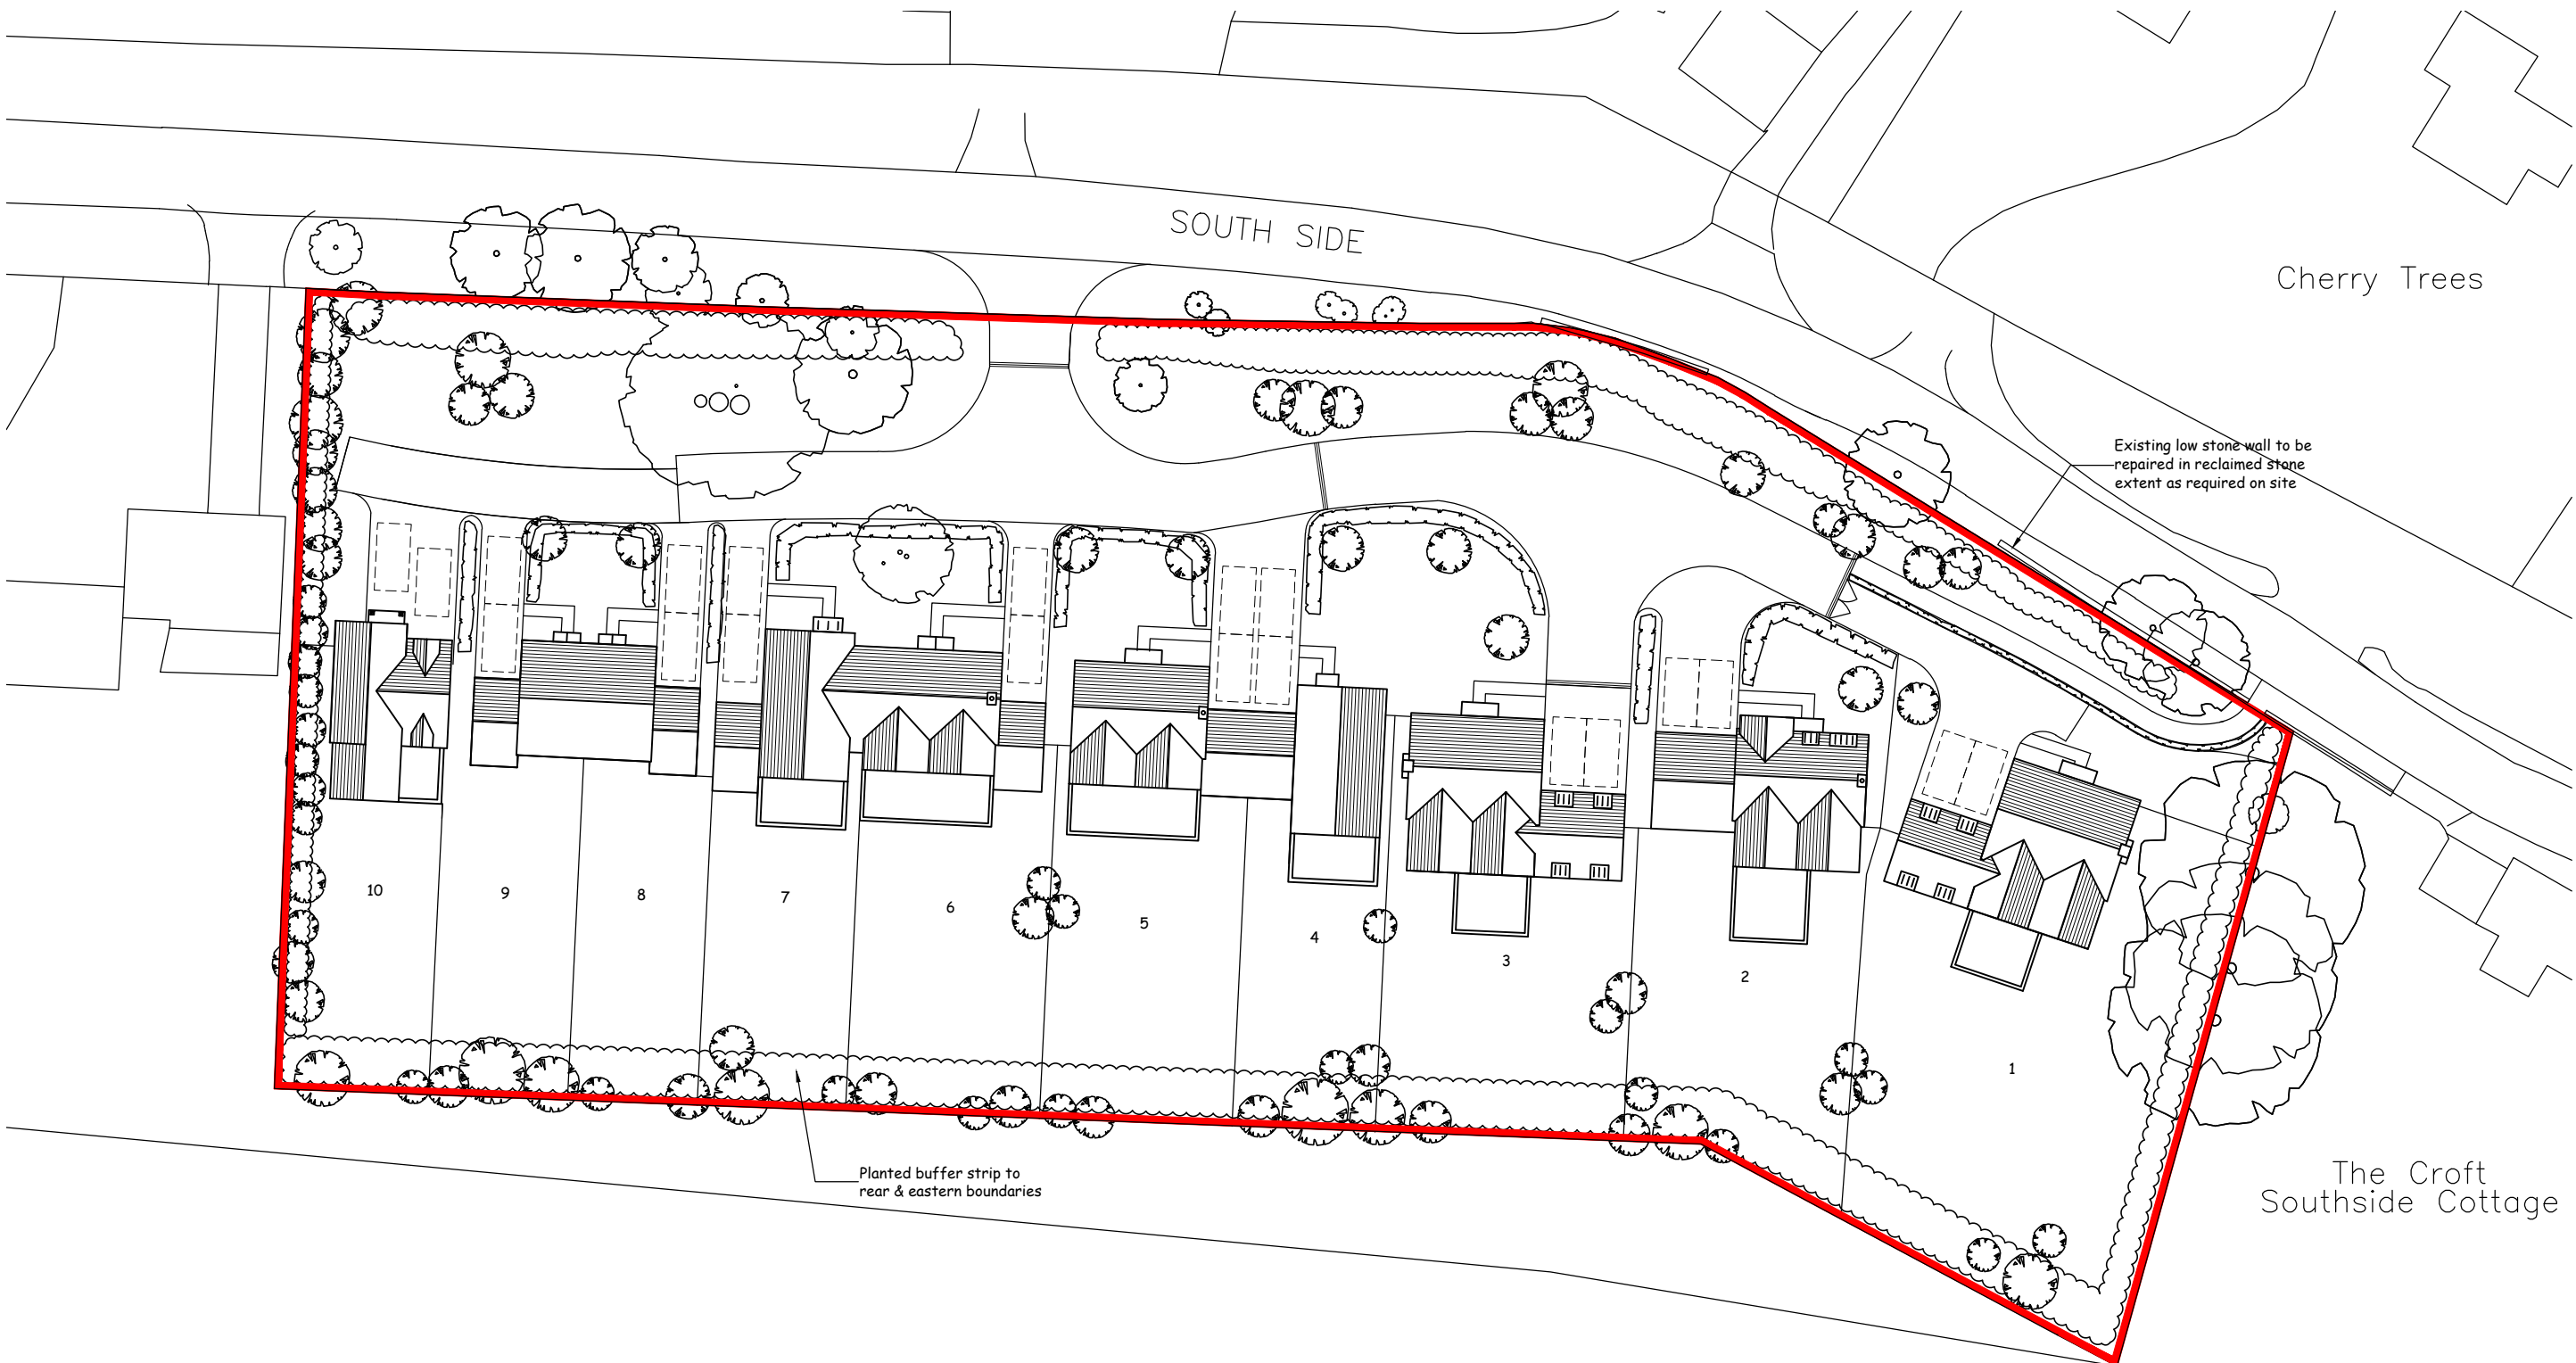 SOUTH SIDE
Cherry Trees
Existing low stone wall to be
repaired in reclaimed stone
extent as required on site
10
9
8
7
6
5
4
3
2
1
Planted buffer strip to
rear & eastern boundaries
The Croft
Southside Cottage